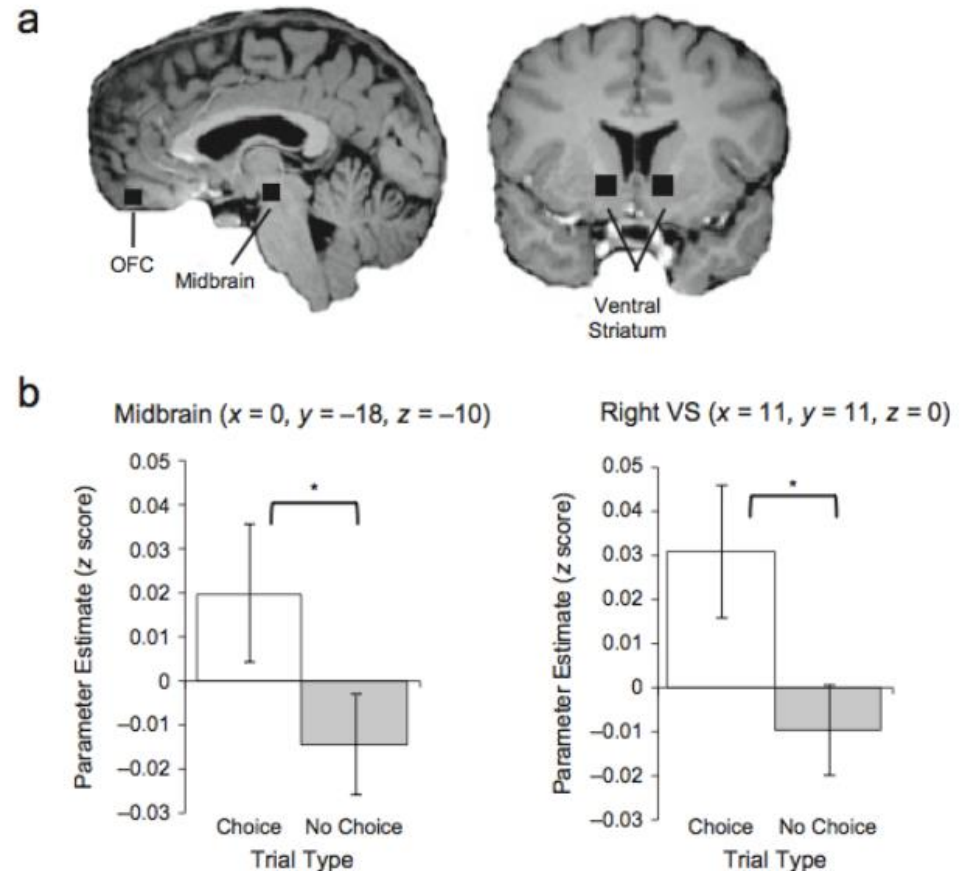 a
OFC
Midbrain
Ventral
Striatum
b
Midbrain (x = 0, y = –18, z = –10)
Parameter Estimate (z score)
0.05
0.04
0.03
0.02
0.01
0
–0.01
–0.02
–0.03
*
Choice No Choice
Trial Type
Right VS (x = 11, y = 11, z = 0)
Parameter Estimate (z score)
0.05
0.04
0.03
0.02
0.01
0
–0.01
–0.02
–0.03
*
Choice No Choice
Trial Type